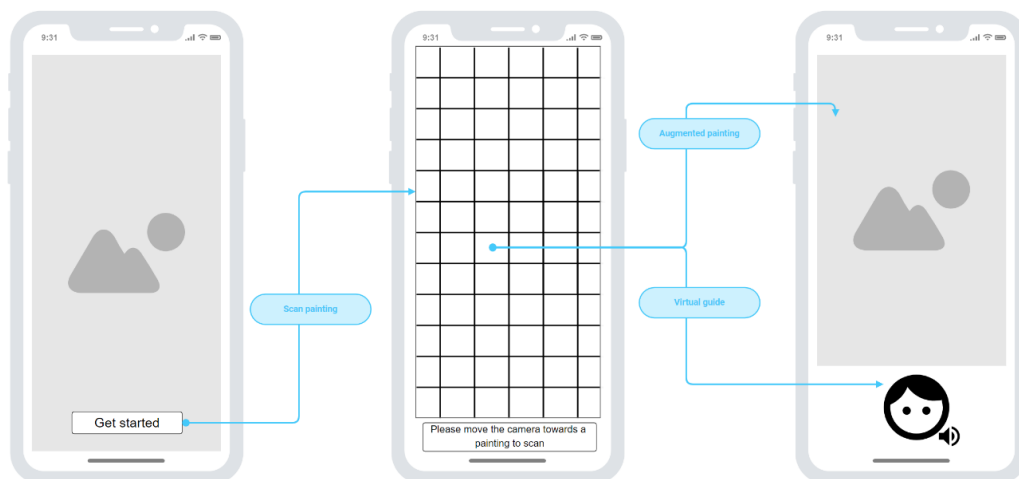 9:31
Get started
Scan painting
9:31
Please move the camera towards a
painting to scan
Augmented painting
Virtual guide
9:31